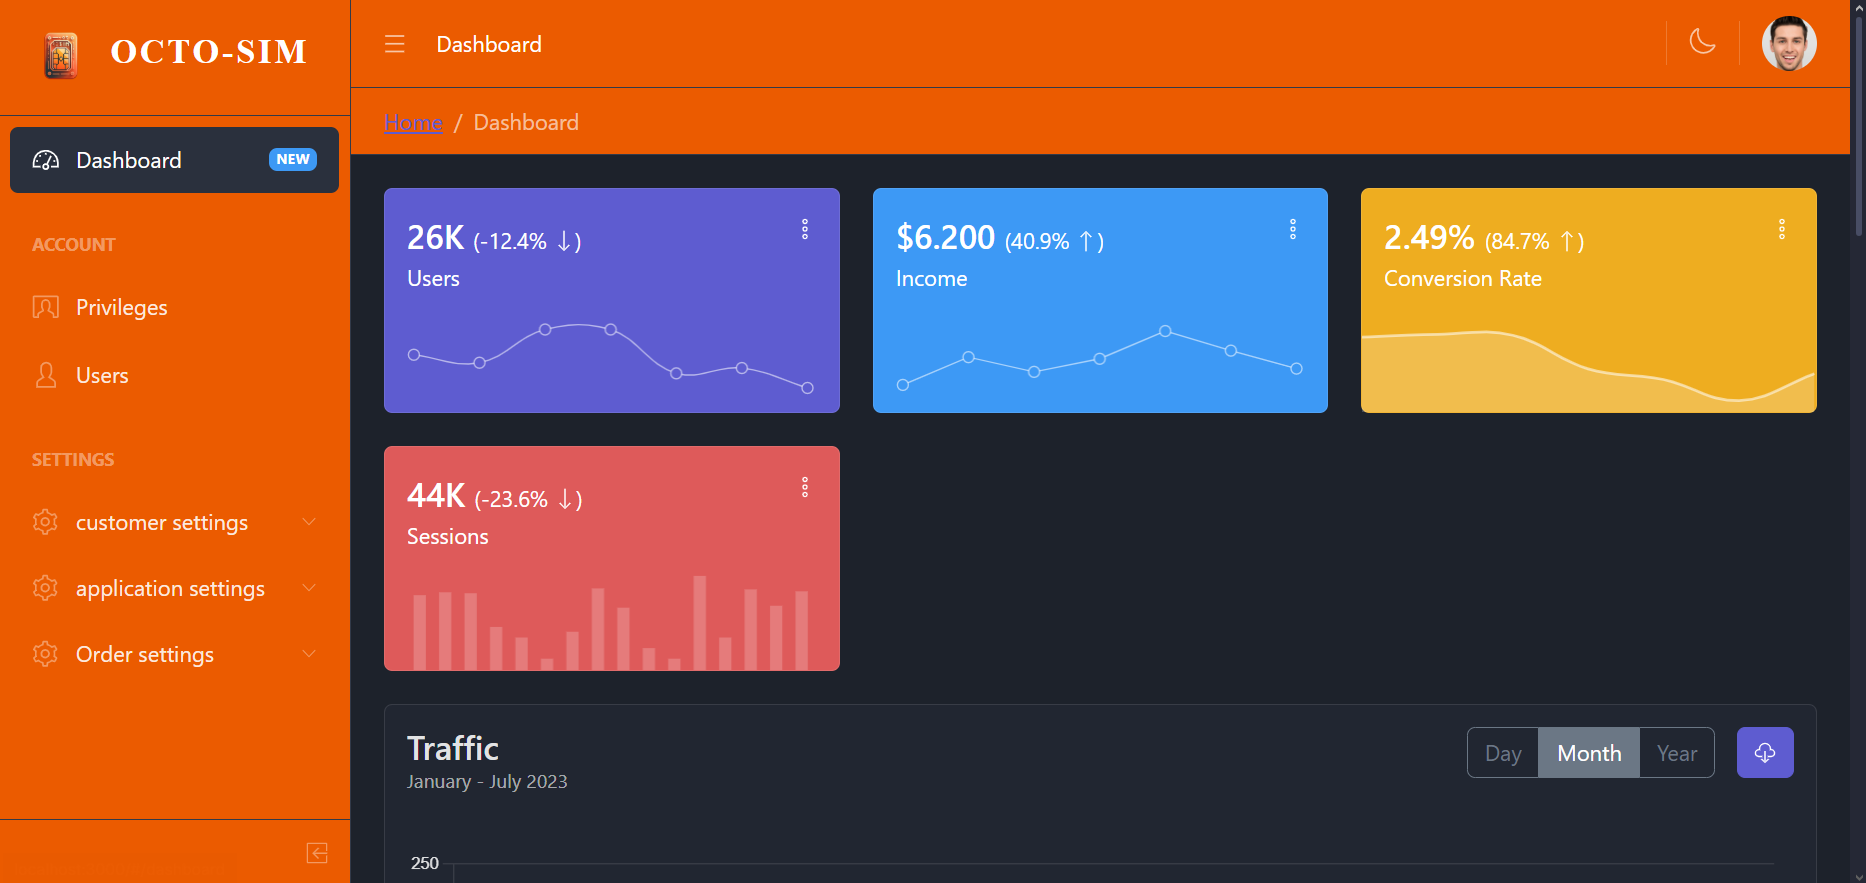 OCTO-SIM
Dashboard NEW
ACCOUNT
Privileges
Users
SETTINGS
customer settings
application settings
Order settings
Dashboard
Home / Dashboard
26K (-12.4% ↓)
Users
$6.200 (40.9% ↑)
Income
2.49% (84.7% ↑)
Conversion Rate
44K (-23.6% ↓)
Sessions
Traffic
January - July 2023
Day Month Year
250